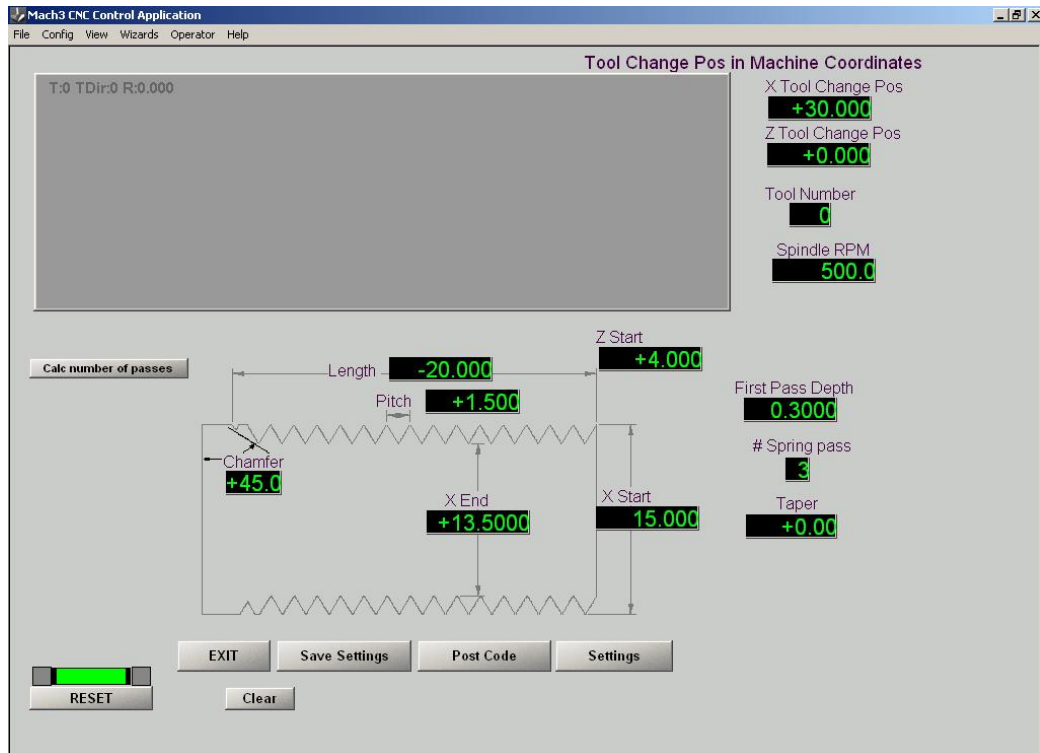 Mach3 CNC Control Application
File Config View Wizards Operator Help
Tool Change Pos in Machine Coordinates
T:0 TDir:0 R:0.000
X Tool Change Pos
+30.000
Z Tool Change Pos
+0.000
Tool Number
0
Spindle RPM
500.0
Z Start
+4.000
Calc number of passes
Length -20.000
Pitch +1.500
First Pass Depth
0.3000
# Spring pass
3
Chamfer
+45.0
X End
+13.5000
X Start
15.000
Taper
+0.00
EXIT Save Settings Post Code Settings
RESET Clear